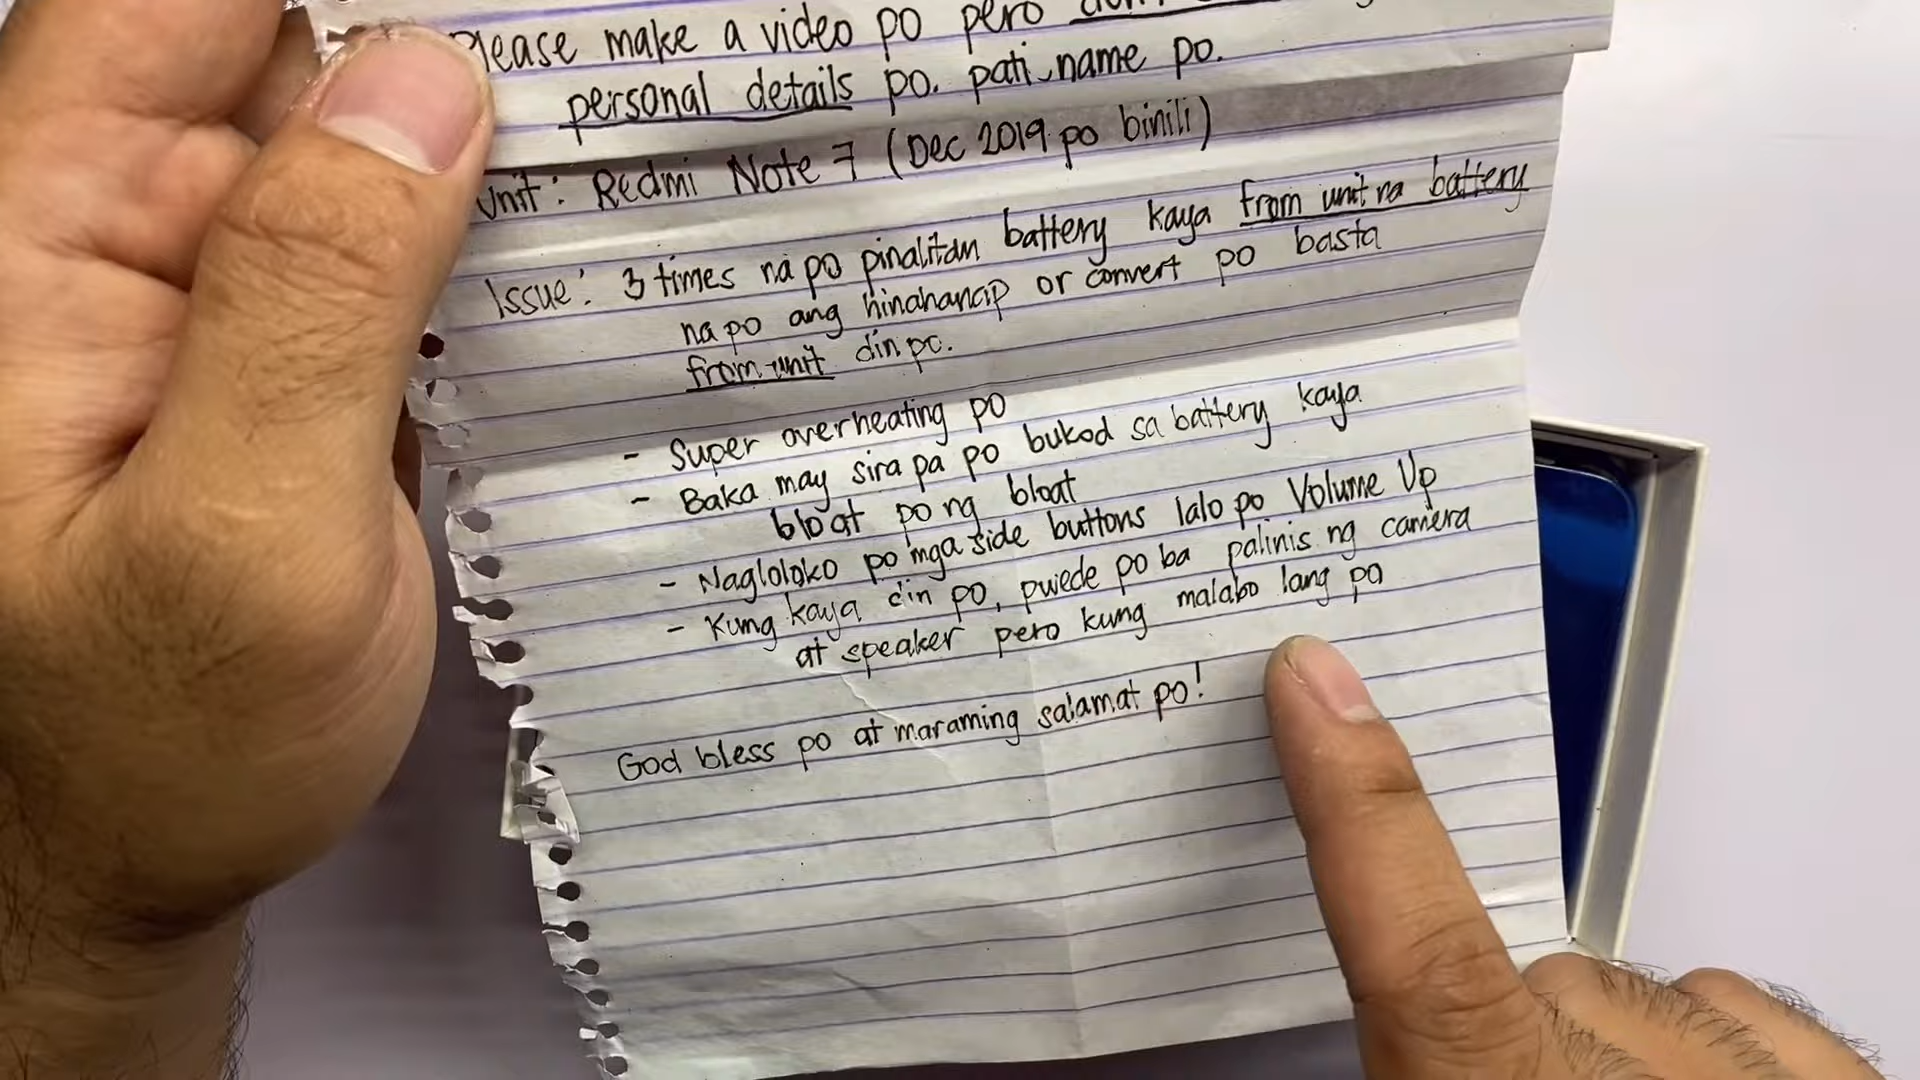 Please make a video po pero
personal details po. pati name po.
Unit: Redmi Note 7 (Dec 2019 po binili)
Issue: 3 times na po pinalitan battery kaya from unit na battery
na po ang hinahanap or convert po basta
from unit din po.
- Super overheating po
- Baka may sira pa po bukod sa battery kaya
bloat po ng bloat
- Nagloloko po mga side buttons lalo po Volume Up
- Kung kaya din po, pwede po ba palinis ng camera
at speaker pero kung malabo lang po
God bless po at maraming salamat po!